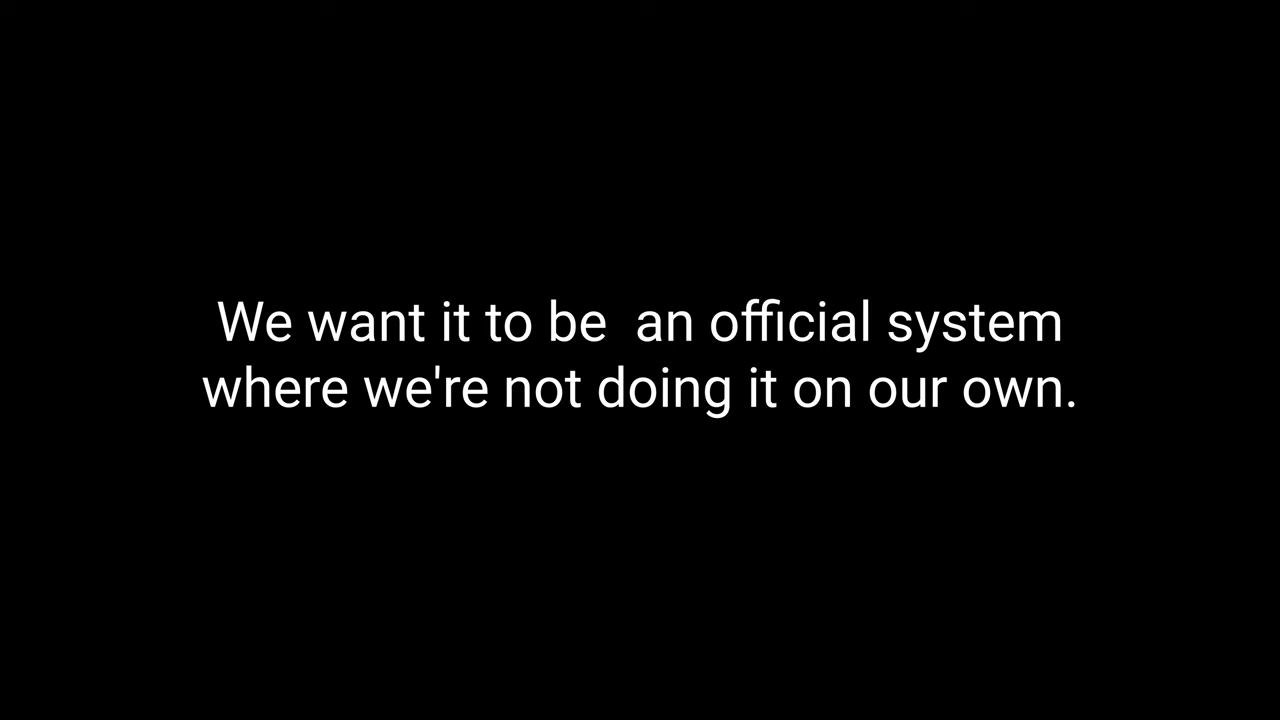 We want it to be  an official system
where we're not doing it on our own.